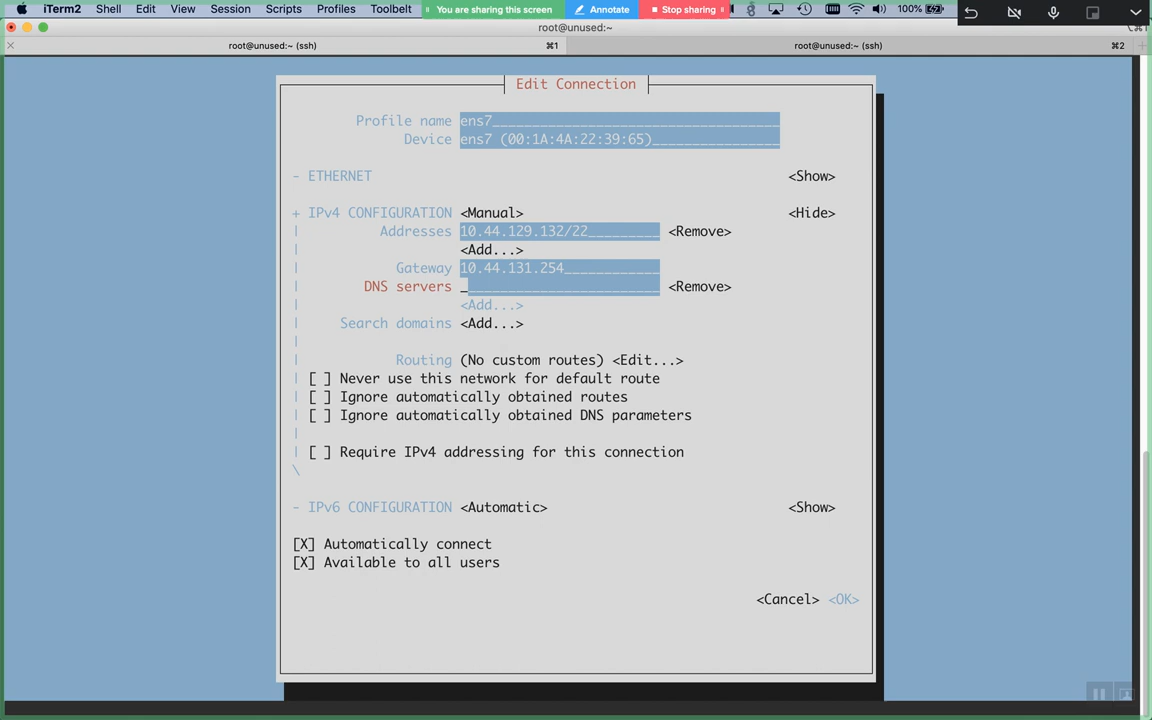 iTerm2 Shell Edit View Session Scripts Profiles Toolbelt You are sharing this screen Annotate Stop sharing 100%
root@unused:~
root@unused:~ (ssh) ⌘1 root@unused:~ (ssh) ⌘2
Edit Connection
Profile name ens7________________________________
Device ens7 (00:1A:4A:22:39:65)________________
- ETHERNET <Show>
+ IPv4 CONFIGURATION <Manual> <Hide>
| Addresses 10.44.129.132/22_________ <Remove>
| <Add...>
| Gateway 10.44.131.254____________
| DNS servers _________________________ <Remove>
| <Add...>
| Search domains <Add...>
|
| Routing (No custom routes) <Edit...>
| [ ] Never use this network for default route
| [ ] Ignore automatically obtained routes
| [ ] Ignore automatically obtained DNS parameters
|
| [ ] Require IPv4 addressing for this connection
\
- IPv6 CONFIGURATION <Automatic> <Show>
[X] Automatically connect
[X] Available to all users
<Cancel> <OK>